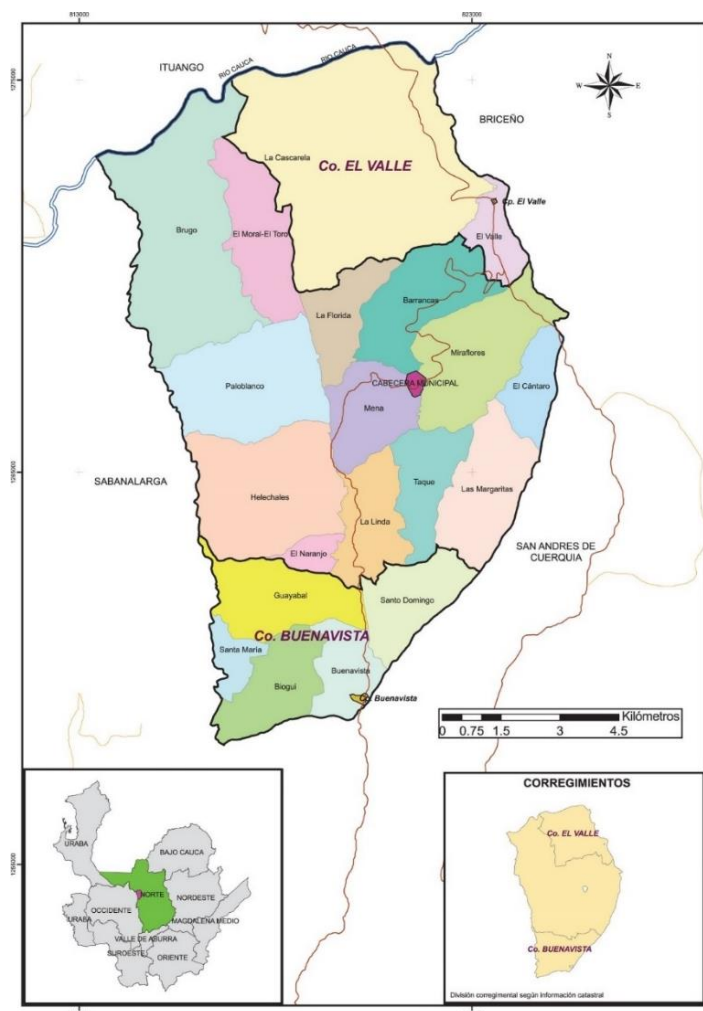 813000
823000
1275000
1265000
1255000
ITUANGO
RIO CAUCA
RIO CAUCA
BRICEÑO
N
W
E
S
La Cascarela
Co. EL VALLE
Cp. El Valle
El Valle
Brugo
El Moral-El Toro
Barrancas
La Florida
Miraflores
Paloblanco
CABECERA MUNICIPAL
El Cántaro
Mena
SABANALARGA
Helechales
Taque
Las Margaritas
La Linda
El Naranjo
SAN ANDRES DE
CUERQUIA
Guayabal
Santo Domingo
Co. BUENAVISTA
Santa María
Buenavista
Biogui
Cp. Buenavista
Kilómetros
0 0.75 1.5 3 4.5
URABA
BAJO CAUCA
NORTE
NORDESTE
OCCIDENTE
URABA
MAGDALENA MEDIO
VALLE DE ABURRA
SUROESTE
ORIENTE
CORREGIMIENTOS
Co. EL VALLE
Co. BUENAVISTA
División corregimental según información catastral